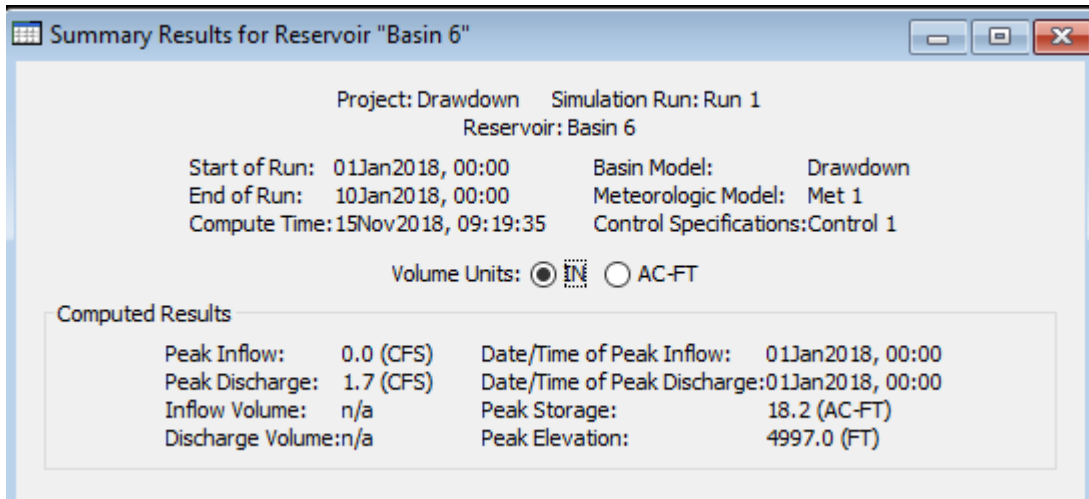 Summary Results for Reservoir "Basin 6"
Project: Drawdown Simulation Run: Run 1
Reservoir: Basin 6
Start of Run: 01Jan2018, 00:00 Basin Model: Drawdown
End of Run: 10Jan2018, 00:00 Meteorologic Model: Met 1
Compute Time:15Nov2018, 09:19:35 Control Specifications:Control 1
Volume Units: IN AC-FT
Computed Results
Peak Inflow: 0.0 (CFS) Date/Time of Peak Inflow: 01Jan2018, 00:00
Peak Discharge: 1.7 (CFS) Date/Time of Peak Discharge:01Jan2018, 00:00
Inflow Volume: n/a Peak Storage: 18.2 (AC-FT)
Discharge Volume:n/a Peak Elevation: 4997.0 (FT)